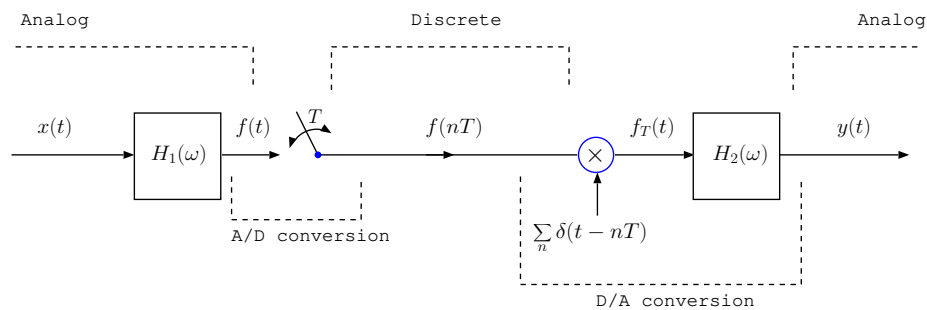 Analog
Discrete
Analog
x(t)
H₁(ω)
f(t)
T
f(nT)
×
f_T(t)
H₂(ω)
y(t)
∑ₙ δ(t − nT)
A/D conversion
D/A conversion